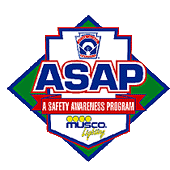 ASAP
A SAFETY AWARENESS PROGRAM
musco
Lighting